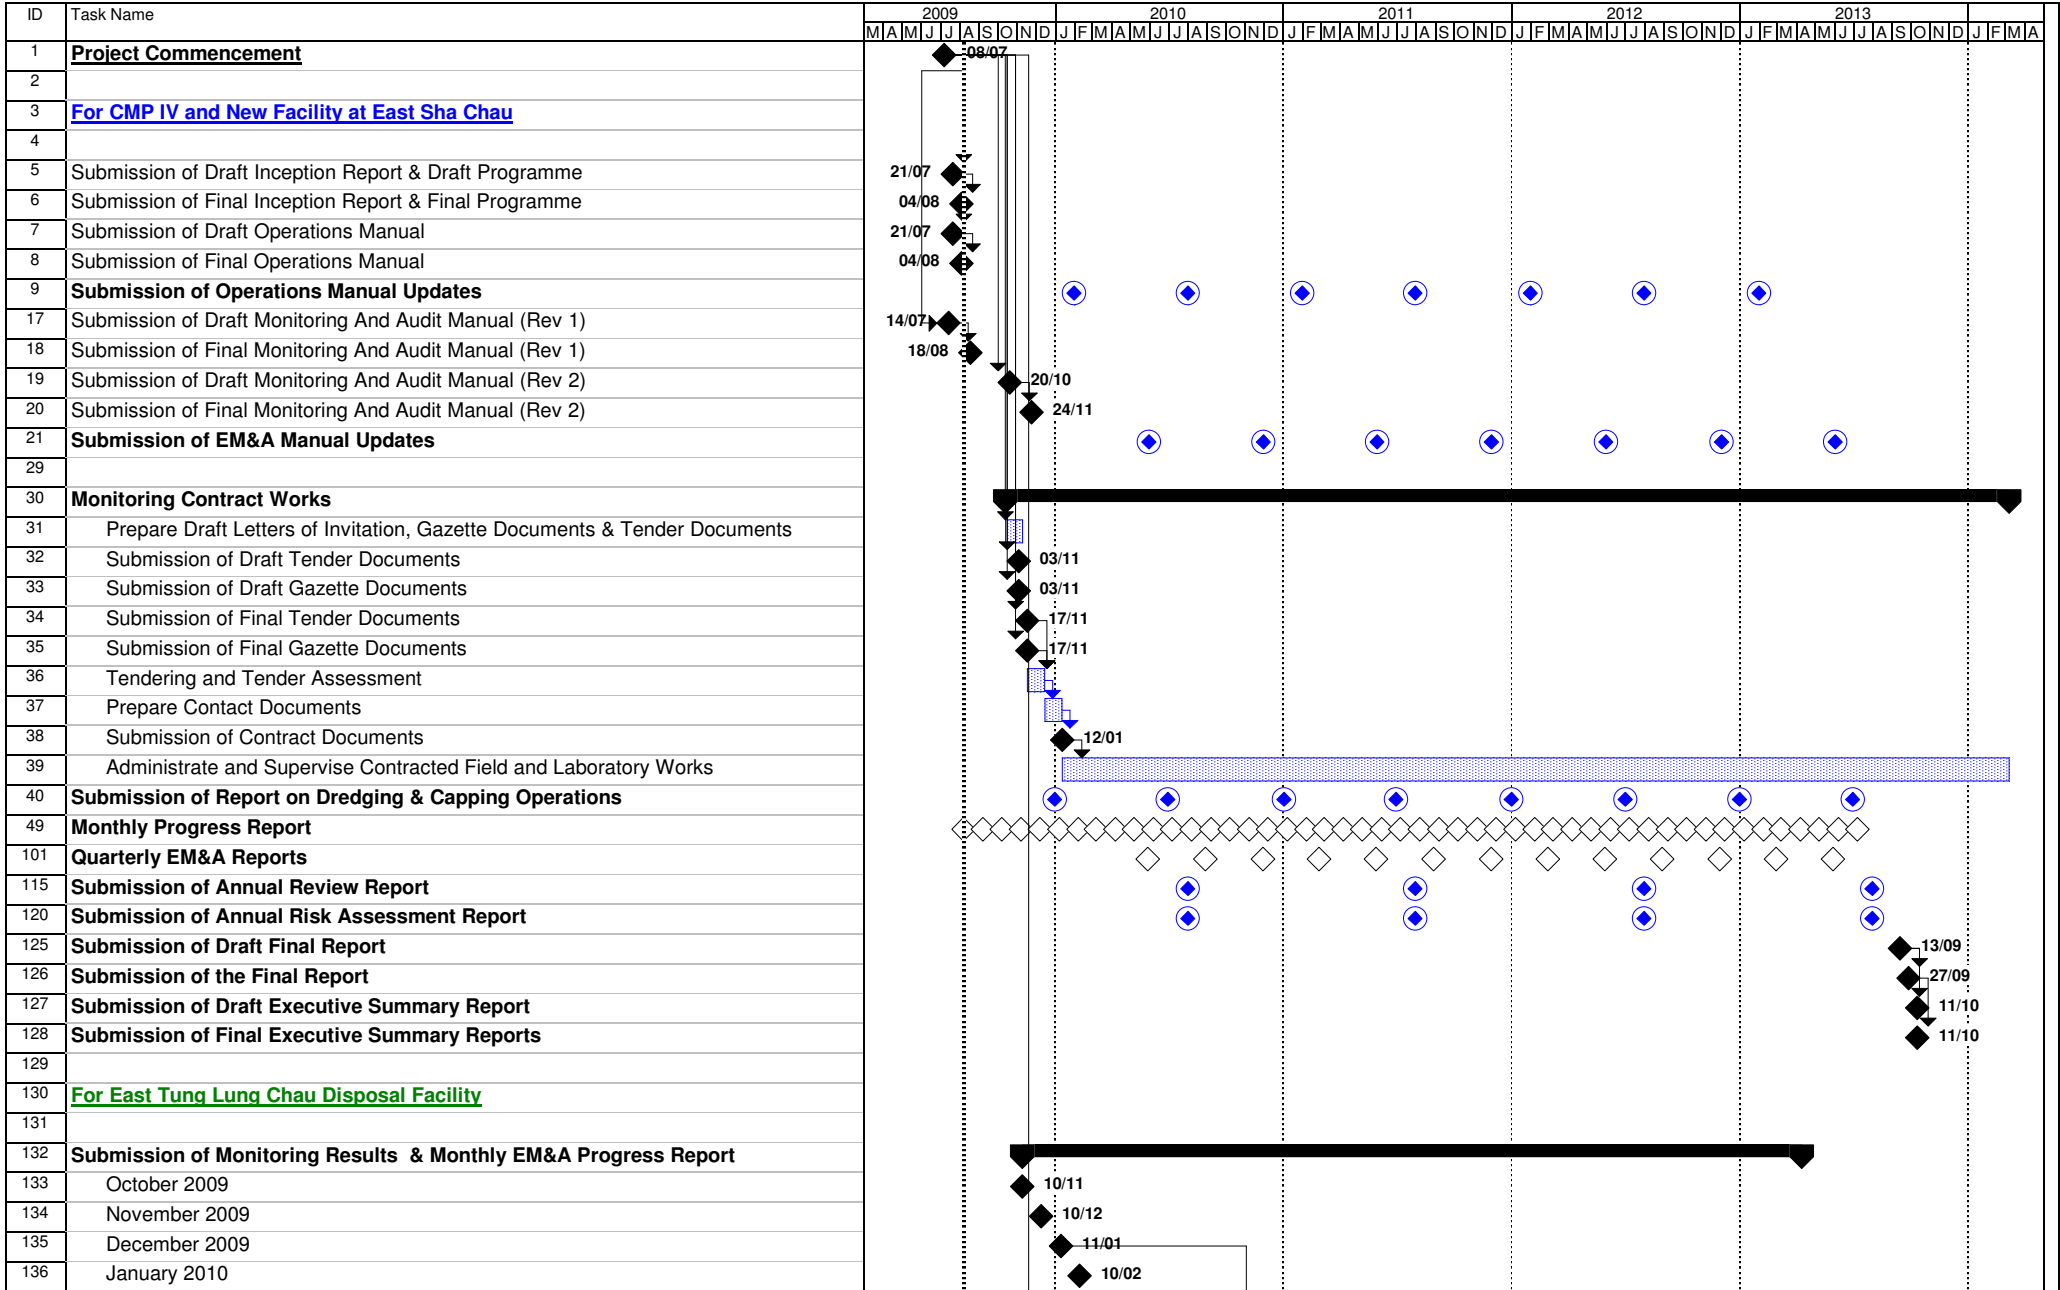 ID Task Name 2009 2010 2011 2012 2013
M A M J J A S O N D J F M A M J J A S O N D J F M A M J J A S O N D J F M A M J J A S O N D J F M A M J J A S O N D J F M A
1 Project Commencement 08/07
2
3 For CMP IV and New Facility at East Sha Chau
4
5 Submission of Draft Inception Report & Draft Programme 21/07
6 Submission of Final Inception Report & Final Programme 04/08
7 Submission of Draft Operations Manual 21/07
8 Submission of Final Operations Manual 04/08
9 Submission of Operations Manual Updates
17 Submission of Draft Monitoring And Audit Manual (Rev 1) 14/07
18 Submission of Final Monitoring And Audit Manual (Rev 1) 18/08
19 Submission of Draft Monitoring And Audit Manual (Rev 2) 20/10
20 Submission of Final Monitoring And Audit Manual (Rev 2) 24/11
21 Submission of EM&A Manual Updates
29
30 Monitoring Contract Works
31 Prepare Draft Letters of Invitation, Gazette Documents & Tender Documents
32 Submission of Draft Tender Documents 03/11
33 Submission of Draft Gazette Documents 03/11
34 Submission of Final Tender Documents 17/11
35 Submission of Final Gazette Documents 17/11
36 Tendering and Tender Assessment
37 Prepare Contact Documents
38 Submission of Contract Documents 12/01
39 Administrate and Supervise Contracted Field and Laboratory Works
40 Submission of Report on Dredging & Capping Operations
49 Monthly Progress Report
101 Quarterly EM&A Reports
115 Submission of Annual Review Report
120 Submission of Annual Risk Assessment Report
125 Submission of Draft Final Report 13/09
126 Submission of the Final Report 27/09
127 Submission of Draft Executive Summary Report 11/10
128 Submission of Final Executive Summary Reports 11/10
129
130 For East Tung Lung Chau Disposal Facility
131
132 Submission of Monitoring Results & Monthly EM&A Progress Report
133 October 2009 10/11
134 November 2009 10/12
135 December 2009 11/01
136 January 2010 10/02